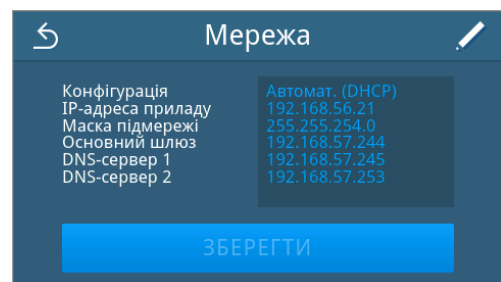 Мережа
Конфігурація Автомат. (DHCP)
IP-адреса приладу 192.168.56.21
Маска підмережі 255.255.254.0
Основний шлюз 192.168.57.244
DNS-сервер 1 192.168.57.245
DNS-сервер 2 192.168.57.253
ЗБЕРЕГТИ